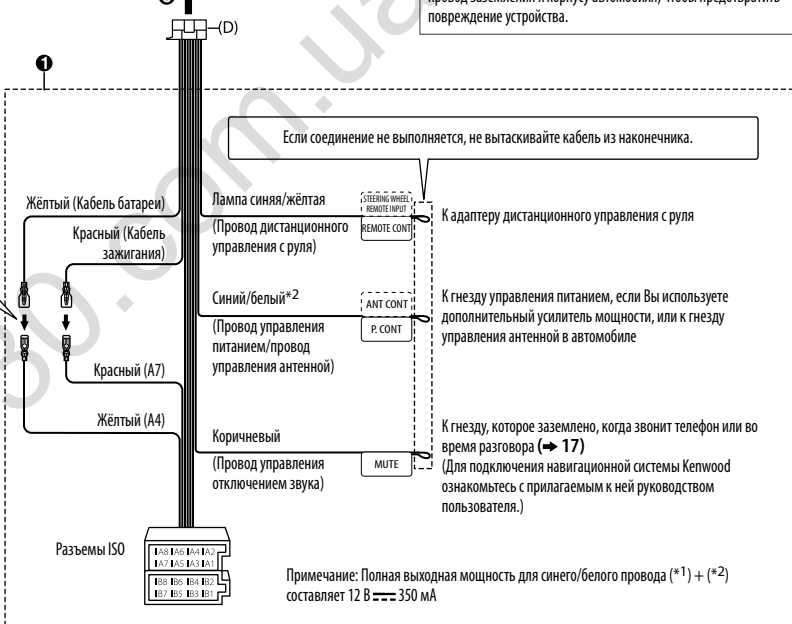 повреждение устройства.
(D)
1
Если соединение не выполняется, не вытаскивайте кабель из наконечника.
Жёлтый (Кабель батареи)
Красный (Кабель
зажигания)
Лампа синяя/жёлтая
(Провод дистанционного
управления с руля)
STEERING WHEEL
REMOTE INPUT
REMOTE CONT
К адаптеру дистанционного управления с руля
Синий/белый*2
(Провод управления
питанием/провод
управления антенной)
ANT CONT
P. CONT
К гнезду управления питанием, если Вы используете
дополнительный усилитель мощности, или к гнезду
управления антенной в автомобиле
Красный (A7)
Жёлтый (A4)
Коричневый
(Провод управления
отключением звука)
MUTE
К гнезду, которое заземлено, когда звонит телефон или во
время разговора (➜ 17)
(Для подключения навигационной системы Kenwood
ознакомьтесь с прилагаемым к ней руководством
пользователя.)
Разъемы ISO
A8 A6 A4 A2
A7 A5 A3 A1
B8 B6 B4 B2
B7 B5 B3 B1
Примечание: Полная выходная мощность для синего/белого провода (*1) + (*2)
составляет 12 В ⎓ 350 мА
30.com.ua